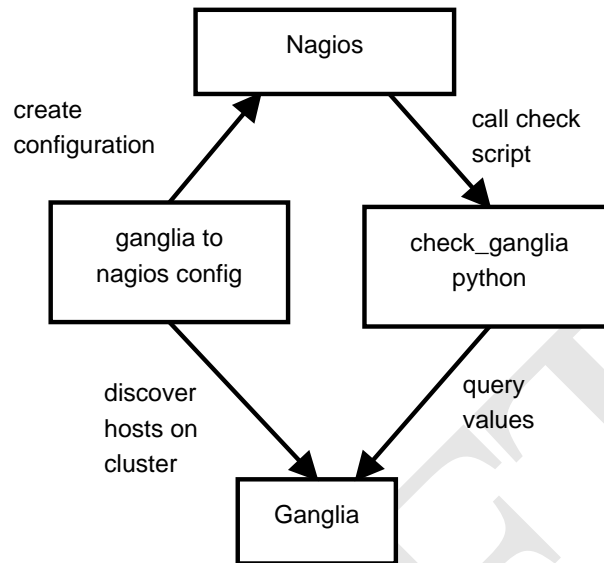 Nagios
create
configuration
call check
script
ganglia to
nagios config
check_ganglia
python
discover
hosts on
cluster
query
values
Ganglia